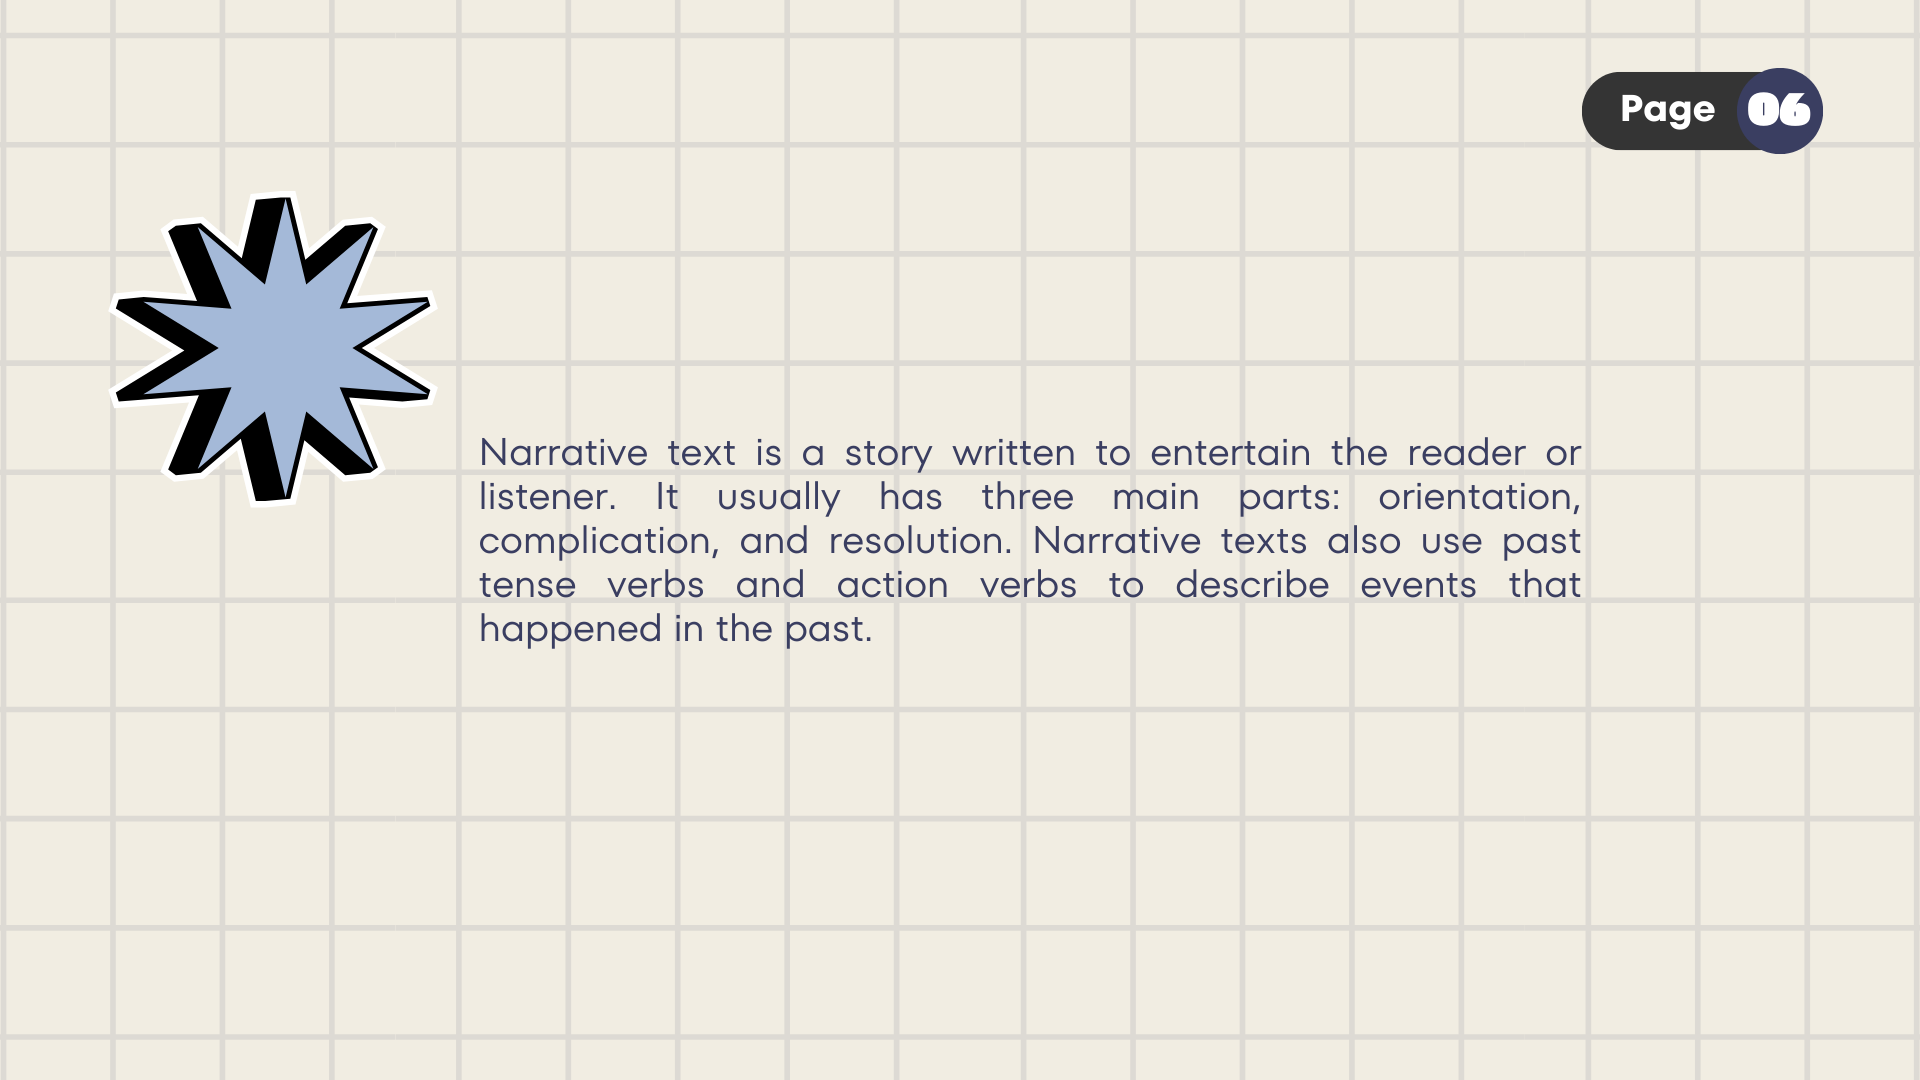 Page 06
Narrative text is a story written to entertain the reader or
listener. It usually has three main parts: orientation,
complication, and resolution. Narrative texts also use past
tense verbs and action verbs to describe events that
happened in the past.